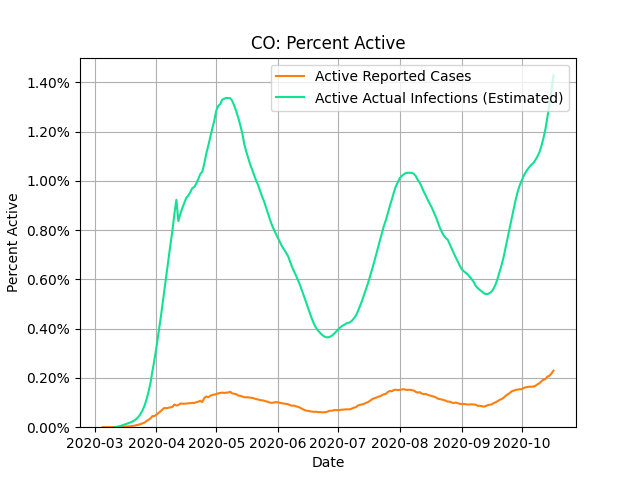 CO: Percent Active
Active Reported Cases
Active Actual Infections (Estimated)
1.40%
1.20%
1.00%
0.80%
0.60%
0.40%
0.20%
0.00%
Percent Active
2020-03 2020-04 2020-05 2020-06 2020-07 2020-08 2020-09 2020-10
Date